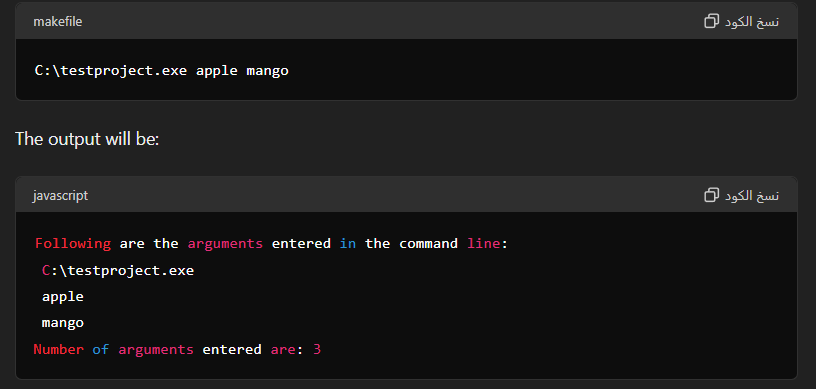 makefile
نسخ الكود
C:\testproject.exe apple mango
The output will be:
javascript
نسخ الكود
Following are the arguments entered in the command line:
C:\testproject.exe
apple
mango
Number of arguments entered are: 3